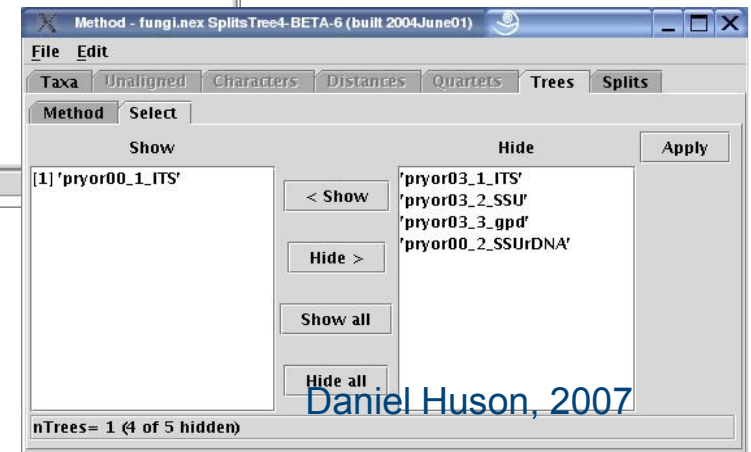 Method - fungi.nex SplitsTree4-BETA-6 (built 2004June01)
File Edit
Taxa Unaligned Characters Distances Quartets Trees Splits
Method Select
Show Hide Apply
[1] 'pryor00_1_ITS'
'pryor03_1_ITS'
'pryor03_2_SSU'
'pryor03_3_gpd'
'pryor00_2_SSUrDNA'
< Show
Hide >
Show all
Hide all
Daniel Huson, 2007
nTrees= 1 (4 of 5 hidden)